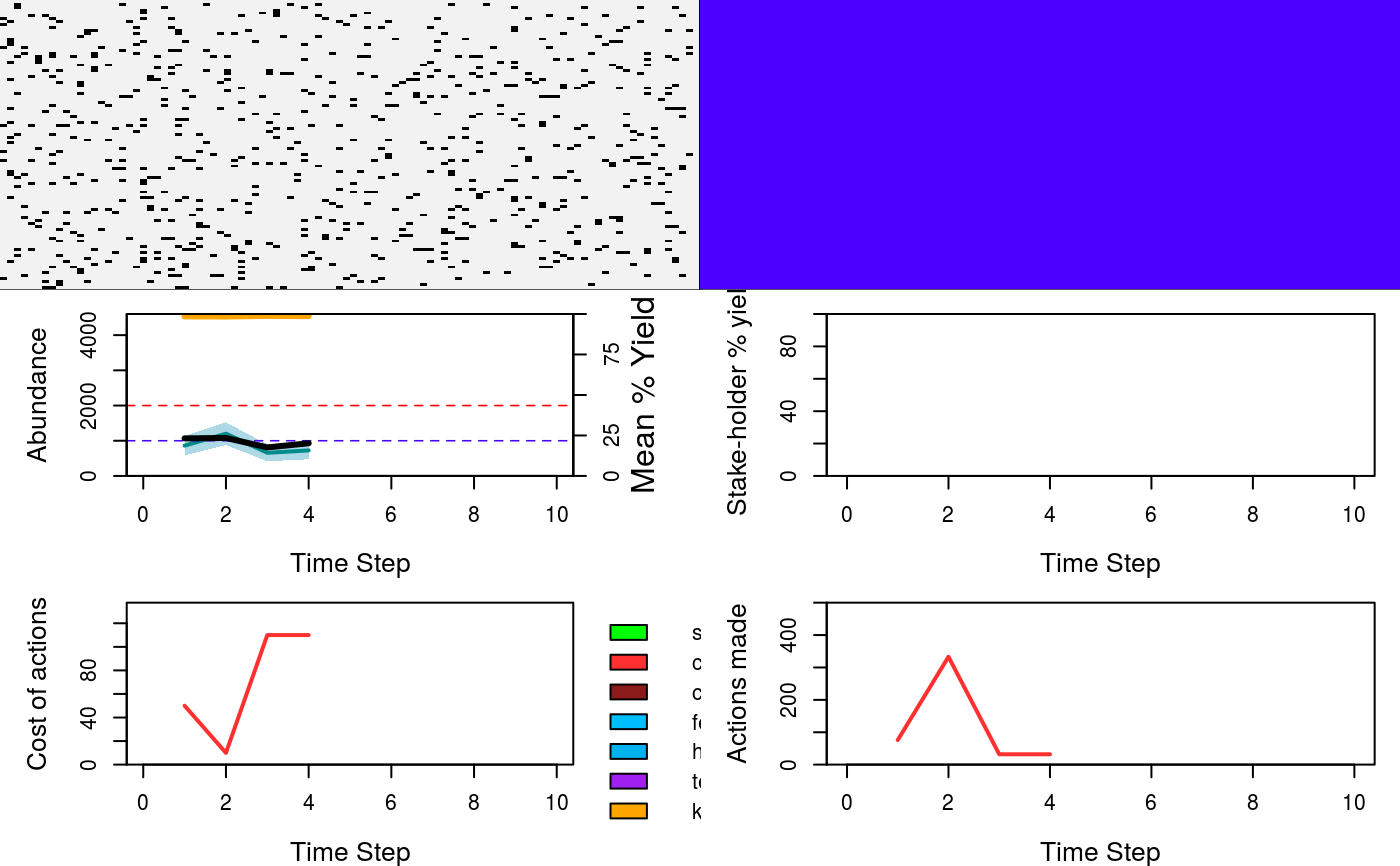 Abundance
0
2000
4000
0 2 4 6 8 10
Time Step
0
25
75
Mean % Yield
Stake-holder % yiel
0
40
80
0 2 4 6 8 10
Time Step
Cost of actions
0
40
80
0 2 4 6 8 10
Time Step
s
c
c
fe
h
te
k
Actions made
0
200
400
0 2 4 6 8 10
Time Step